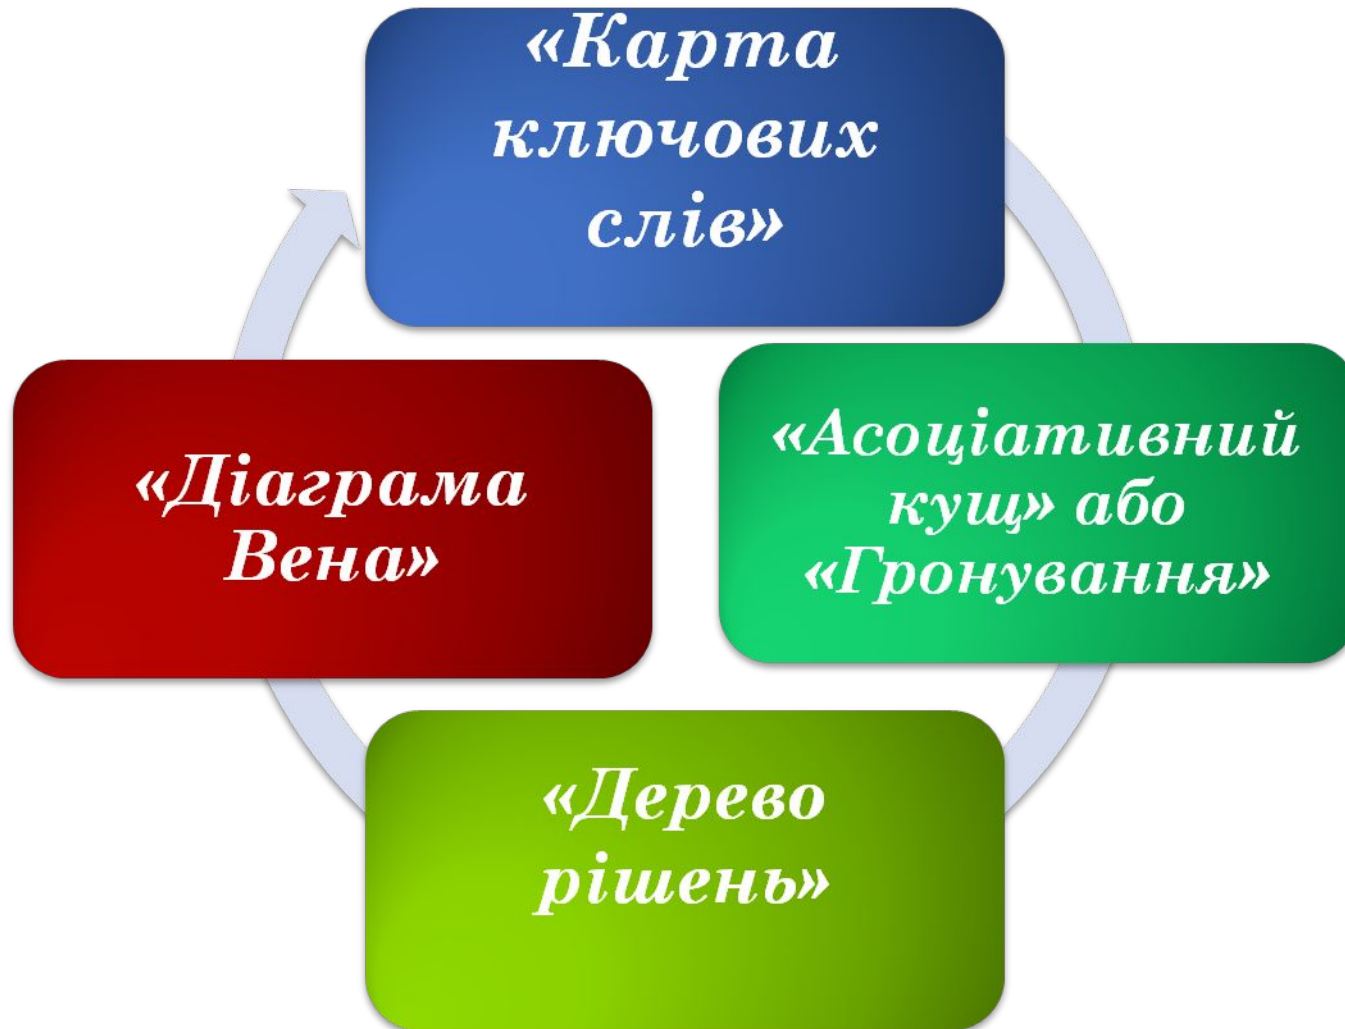 «Карта
ключових
слів»
«Асоціативний
кущ» або
«Гронування»
«Дерево
рішень»
«Діаграма
Вена»